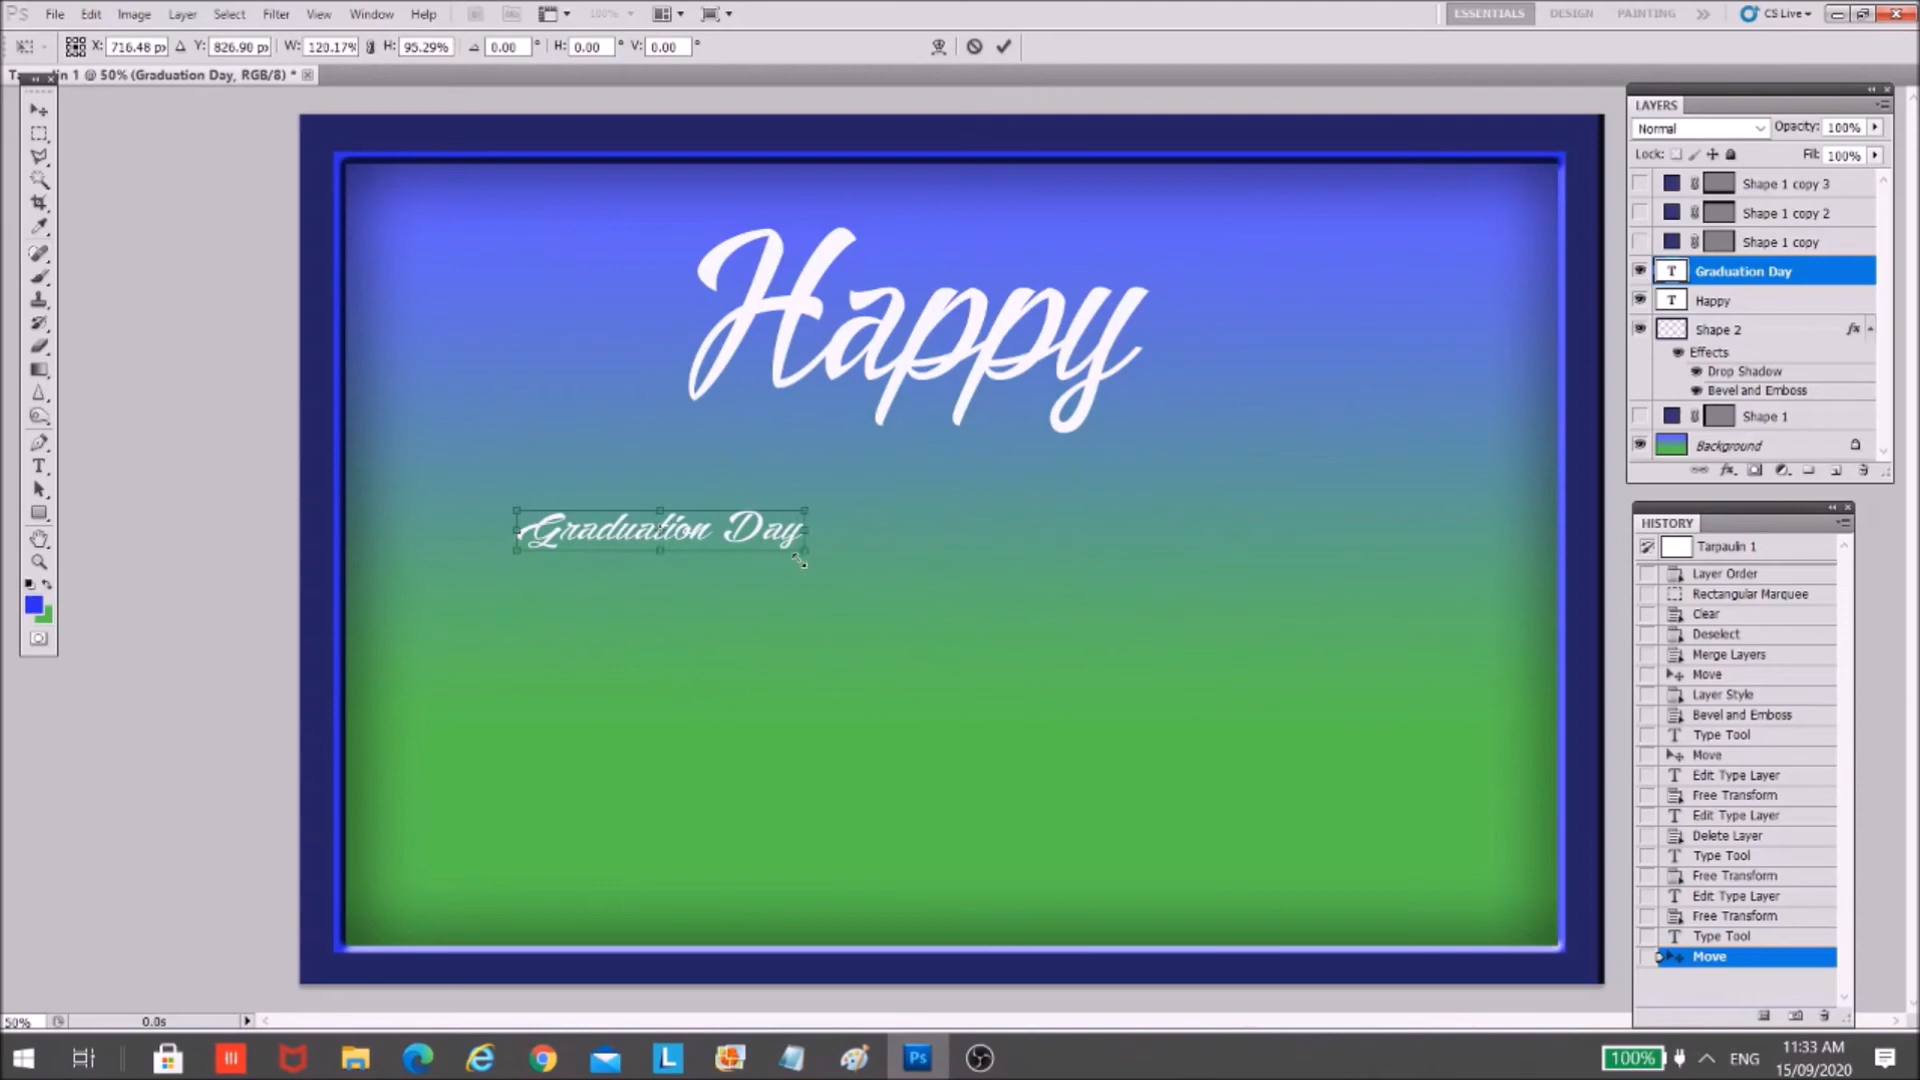 PS File Edit Image Layer Select Filter Analysis View Window Help 100% ESSENTIALS DESIGN PAINTING CS Live
X: 716.48 px Y: 826.90 px W: 120.17% H: 95.29% 0.00 ° H: 0.00 ° V: 0.00 °
n 1 @ 50% (Graduation Day, RGB/8) *
LAYERS
Normal Opacity: 100%
Lock: Fill: 100%
Shape 1 copy 3
Shape 1 copy 2
Shape 1 copy
T Graduation Day
T Happy
Shape 2 fx
Effects
Drop Shadow
Bevel and Emboss
Shape 1
Background
Happy
Graduation Day
HISTORY
Tarpaulin 1
Layer Order
Rectangular Marquee
Clear
Deselect
Merge Layers
Move
Layer Style
Bevel and Emboss
Type Tool
Move
Edit Type Layer
Free Transform
Edit Type Layer
Delete Layer
Type Tool
Free Transform
Edit Type Layer
Free Transform
Type Tool
Move
50% 0.0s
L Ps 100% ENG 11:33 AM
15/09/2020